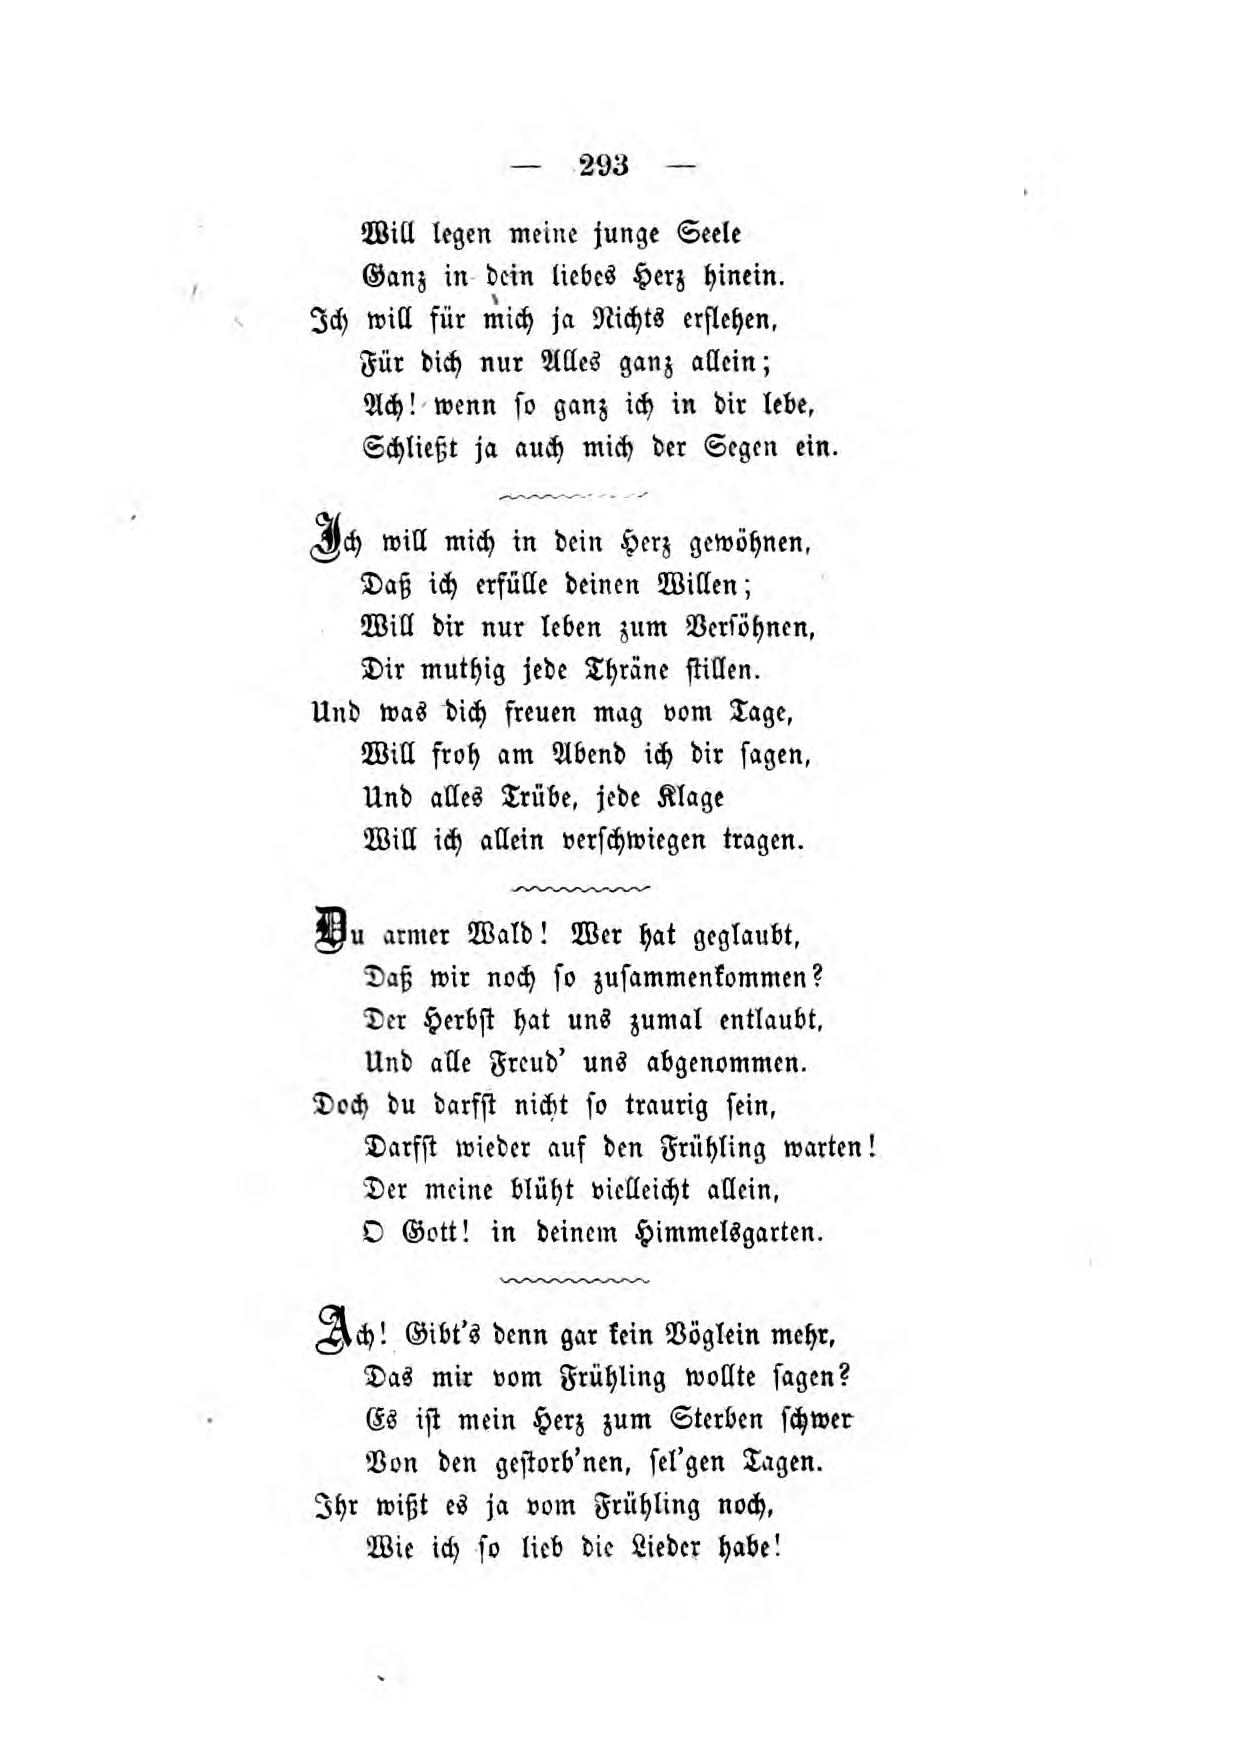 — 293 —
Will legen meine junge Seele
Ganz in dein liebes Herz hinein.
Ich will für mich ja Nichts erflehen,
Für dich nur Alles ganz allein;
Ach! wenn so ganz ich in dir lebe,
Schließt ja auch mich der Segen ein.
Ich will mich in dein Herz gewöhnen,
Daß ich erfülle deinen Willen;
Will dir nur leben zum Versöhnen,
Dir muthig jede Thräne stillen.
Und was dich freuen mag vom Tage,
Will froh am Abend ich dir sagen,
Und alles Trübe, jede Klage
Will ich allein verschwiegen tragen.
Du armer Wald! Wer hat geglaubt,
Daß wir noch so zusammenkommen?
Der Herbst hat uns zumal entlaubt,
Und alle Freud' uns abgenommen.
Doch du darfst nicht so traurig sein,
Darfst wieder auf den Frühling warten!
Der meine blüht vielleicht allein,
O Gott! in deinem Himmelsgarten.
Ach! Gibt's denn gar kein Vöglein mehr,
Das mir vom Frühling wollte sagen?
Es ist mein Herz zum Sterben schwer
Von den gestorb'nen, sel'gen Tagen.
Ihr wißt es ja vom Frühling noch,
Wie ich so lieb die Lieder habe!